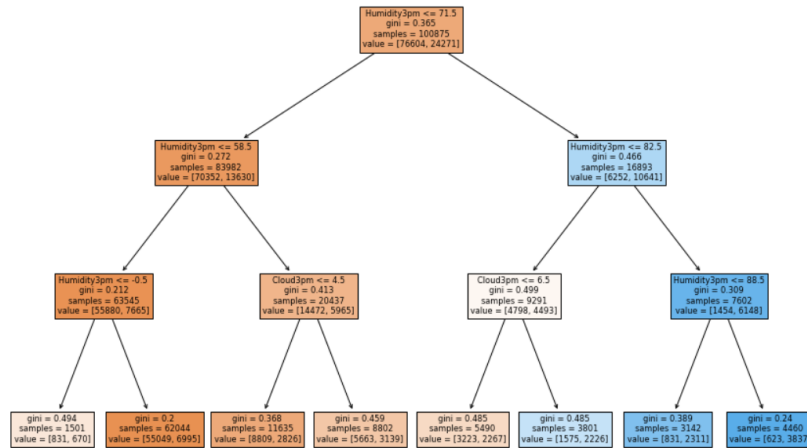 Humidity3pm <= 71.5
gini = 0.365
samples = 100875
value = [76604, 24271]
Humidity3pm <= 58.5
gini = 0.272
samples = 83982
value = [70352, 13630]
Humidity3pm <= 82.5
gini = 0.466
samples = 16893
value = [6252, 10641]
Humidity3pm <= -0.5
gini = 0.212
samples = 63545
value = [55880, 7665]
Cloud3pm <= 4.5
gini = 0.413
samples = 20437
value = [14472, 5965]
Cloud3pm <= 6.5
gini = 0.499
samples = 9291
value = [4798, 4493]
Humidity3pm <= 88.5
gini = 0.309
samples = 7602
value = [1454, 6148]
gini = 0.494
samples = 1501
value = [831, 670]
gini = 0.2
samples = 62044
value = [55049, 6995]
gini = 0.368
samples = 11635
value = [8809, 2826]
gini = 0.459
samples = 8802
value = [5663, 3139]
gini = 0.485
samples = 5490
value = [3223, 2267]
gini = 0.485
samples = 3801
value = [1575, 2226]
gini = 0.389
samples = 3142
value = [831, 2311]
gini = 0.24
samples = 4460
value = [623,